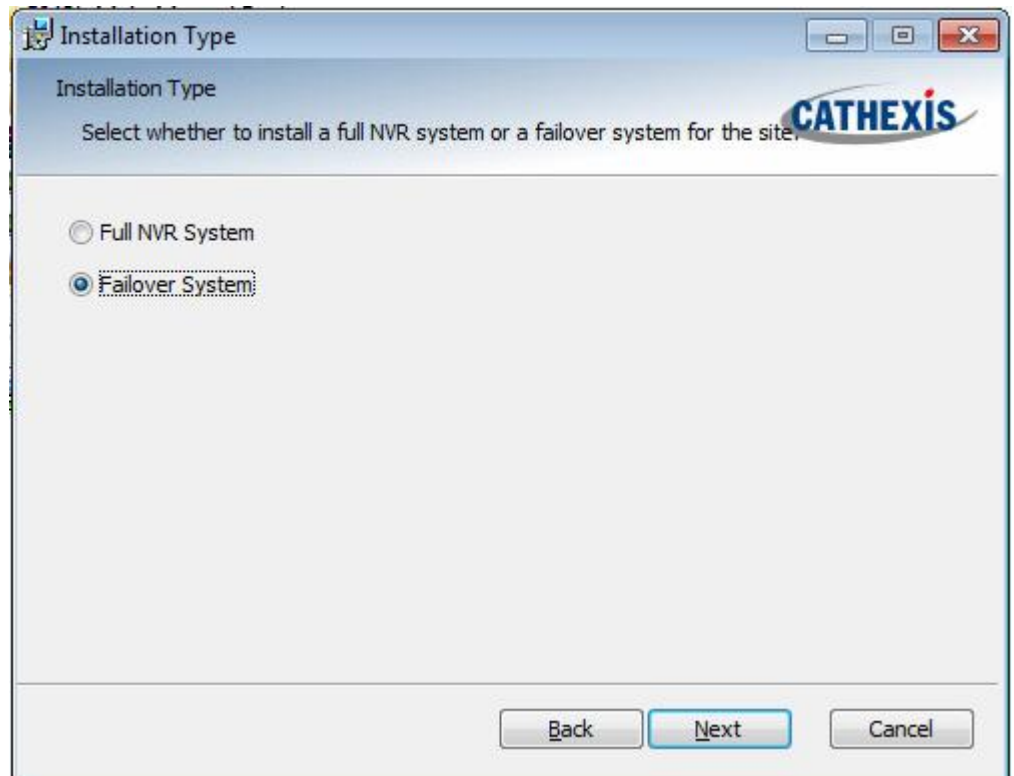 Installation Type
Installation Type
Select whether to install a full NVR system or a failover system for the site.
CATHEXIS
Full NVR System
Failover System
Back
Next
Cancel